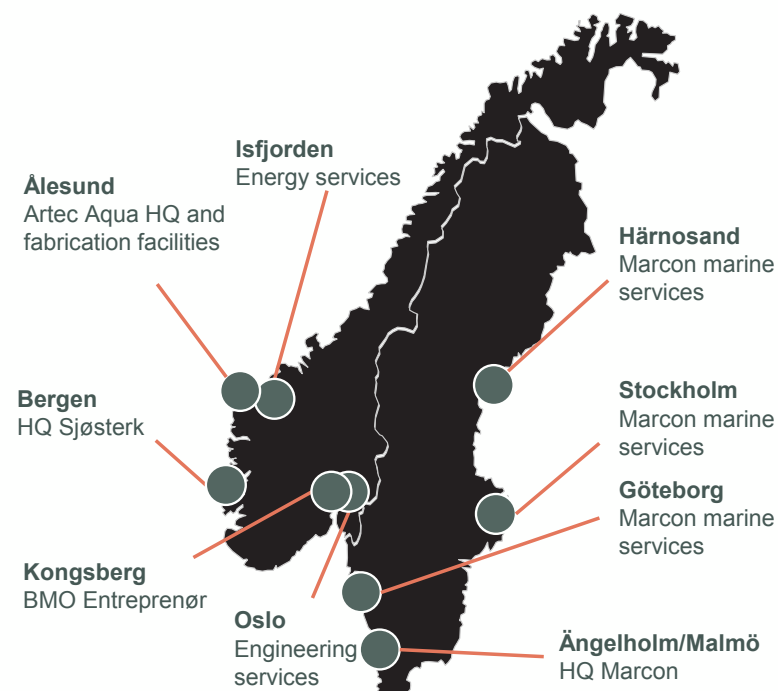 Isfjorden
Energy services
Ålesund
Artec Aqua HQ and
fabrication facilities
Härnosand
Marcon marine
services
Bergen
HQ Sjøsterk
Stockholm
Marcon marine
services
Göteborg
Marcon marine
services
Kongsberg
BMO Entreprenør
Oslo
Engineering
services
Ängelholm/Malmö
HQ Marcon